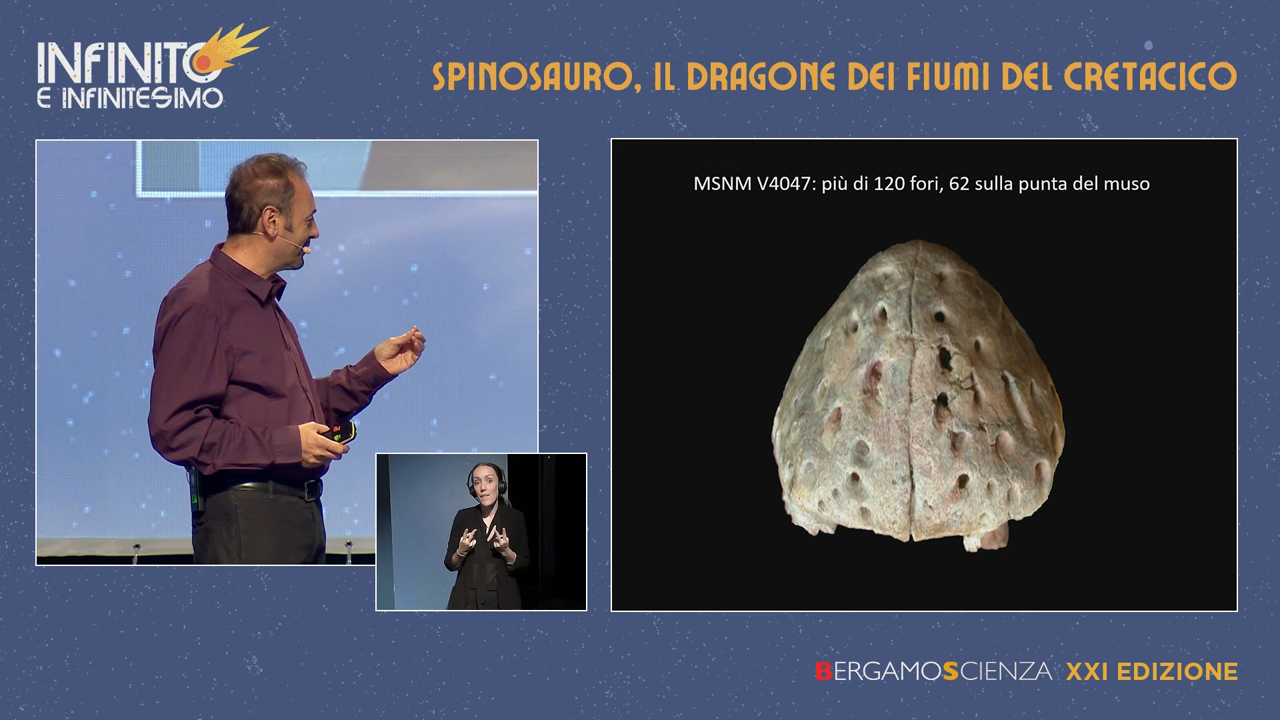 INFINITO
E INFINITESIMO
SPINOSAURO, IL DRAGONE DEI FIUMI DEL CRETACICO
MSNM V4047: più di 120 fori, 62 sulla punta del muso
BERGAMOSCIENZA XXI EDIZIONE